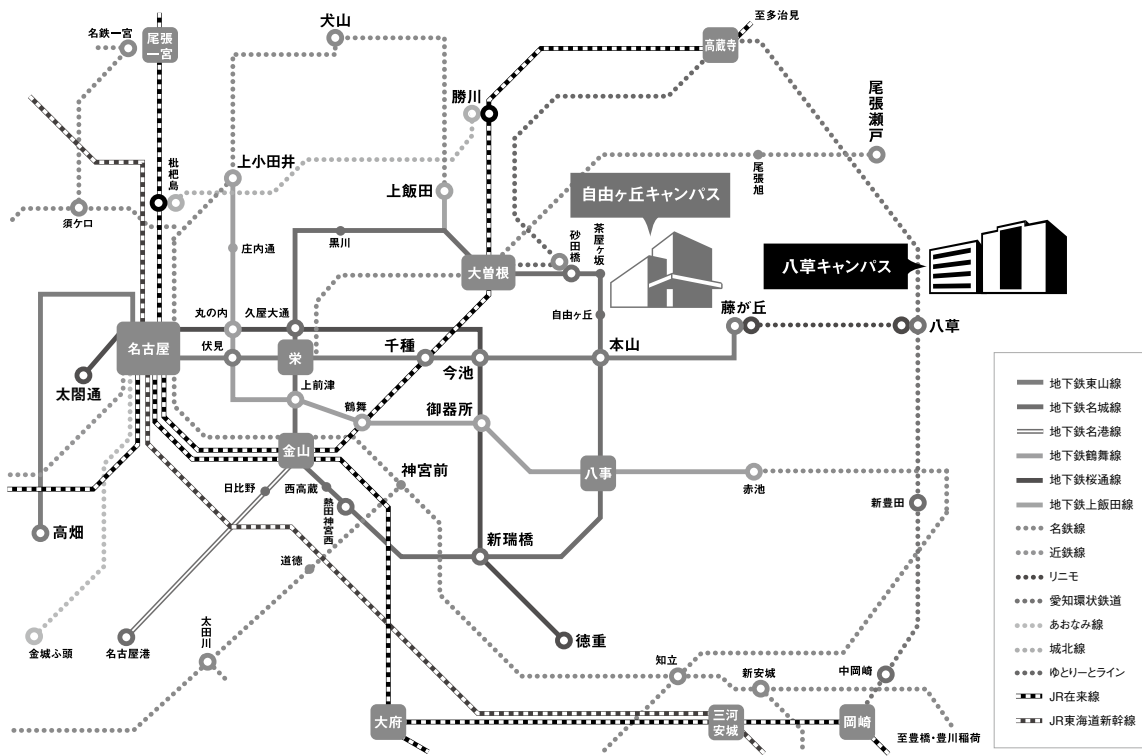 至多治見
名鉄一宮
尾張
一宮
犬山
高蔵寺
勝川
尾張瀬戸
枇杷島
上小田井
上飯田
尾張旭
自由ヶ丘キャンパス
須ケ口
庄内通
黒川
大曽根
砂田橋
茶屋ヶ坂
八草キャンパス
丸の内
久屋大通
自由ヶ丘
藤が丘
八草
名古屋
伏見
栄
千種
今池
本山
太閤通
上前津
鶴舞
御器所
金山
神宮前
八事
赤池
日比野
西高蔵
熱田神宮西
新豊田
高畑
新瑞橋
道徳
太田川
徳重
金城ふ頭
名古屋港
知立
新安城
中岡崎
大府
三河
安城
岡崎
至豊橋・豊川稲荷
地下鉄東山線
地下鉄名城線
地下鉄名港線
地下鉄鶴舞線
地下鉄桜通線
地下鉄上飯田線
名鉄線
近鉄線
リニモ
愛知環状鉄道
あおなみ線
城北線
ゆとりーとライン
JR在来線
JR東海道新幹線